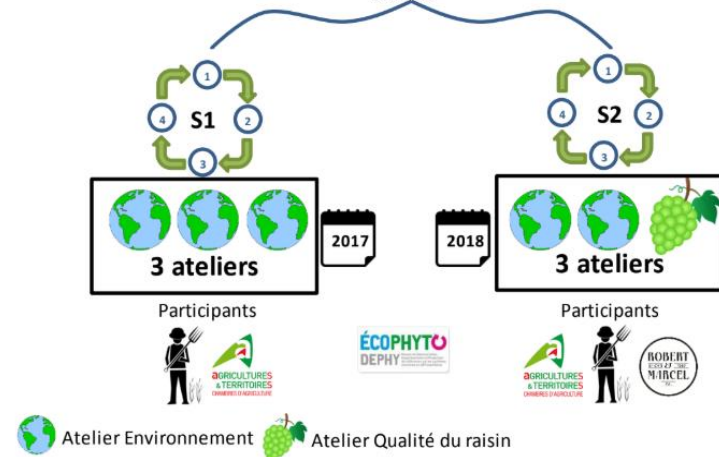 1
4 S1 2
3
1
4 S2 2
3
3 ateliers
2017
2018
3 ateliers
Participants
Participants
AGRICULTURES
& TERRITOIRES
CHAMBRES D'AGRICULTURE
ÉCOPHYTO
DEPHY
AGRICULTURES
& TERRITOIRES
CHAMBRES D'AGRICULTURE
ROBERT
&
MARCEL
Atelier Environnement
Atelier Qualité du raisin